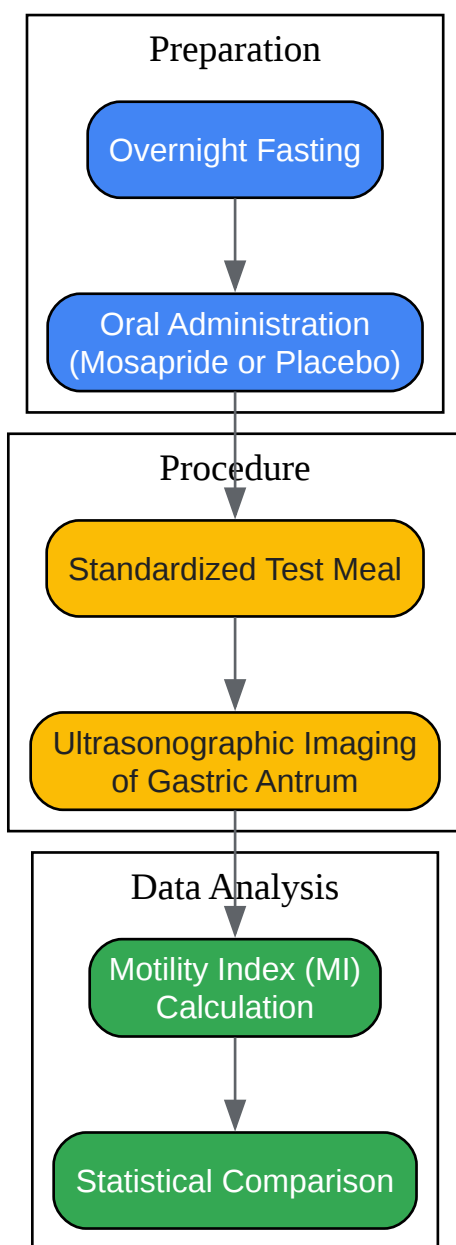 Preparation
Overnight Fasting
Oral Administration
(Mosapride or Placebo)
Procedure
Standardized Test Meal
Ultrasonographic Imaging
of Gastric Antrum
Data Analysis
Motility Index (MI)
Calculation
Statistical Comparison